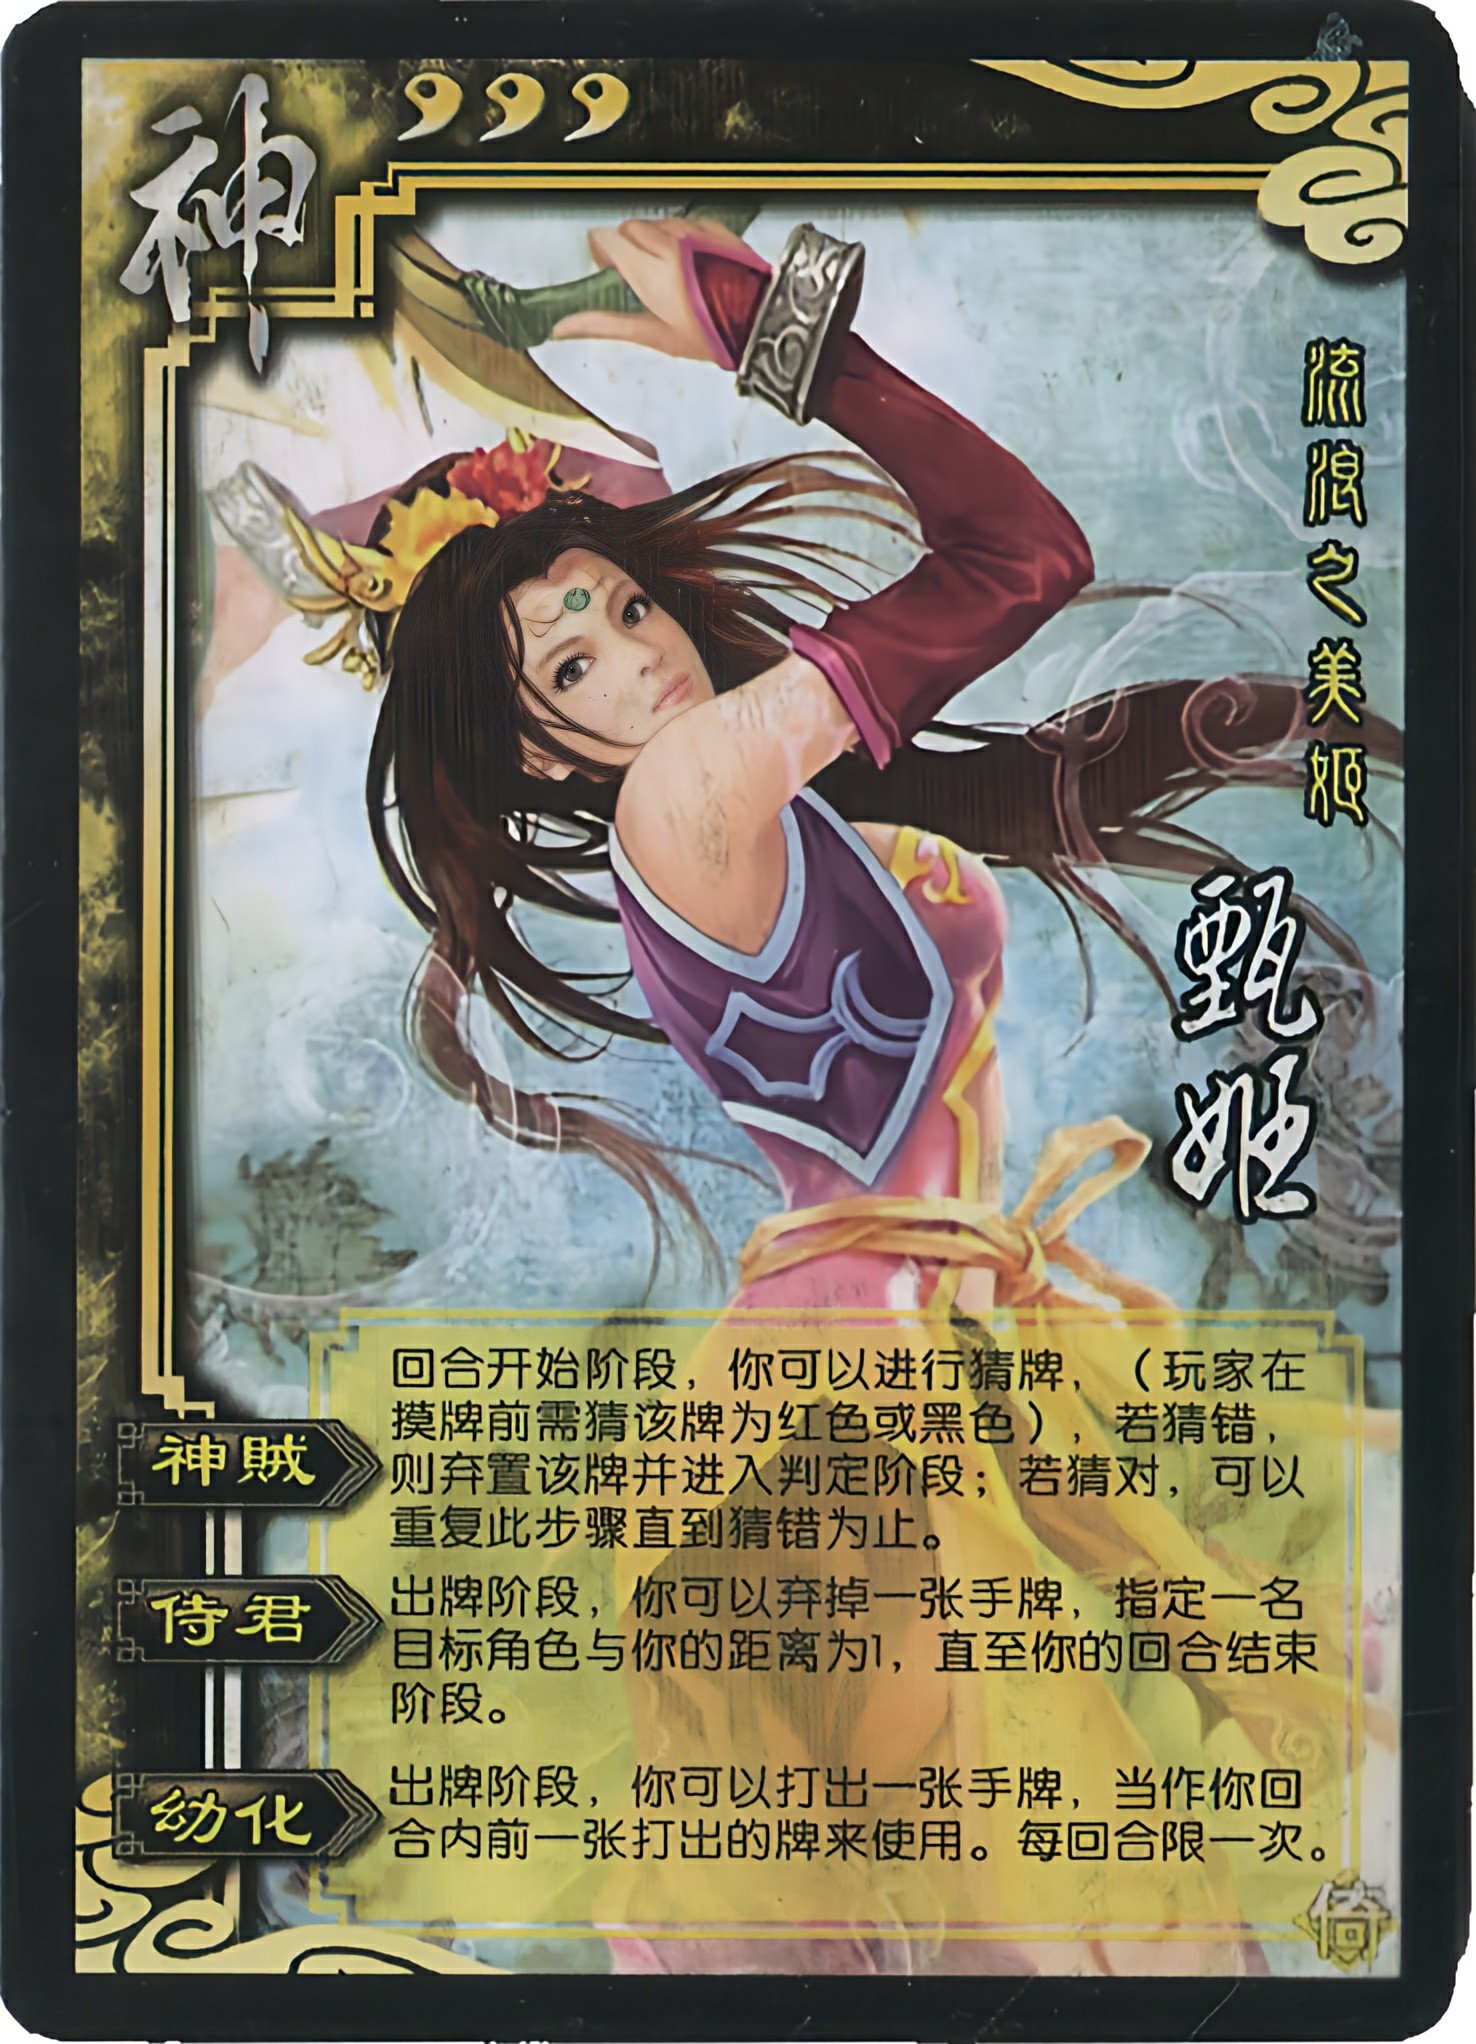 神
流浪之美姬
甄姬
神賊
回合开始阶段，你可以进行猜牌，（玩家在
摸牌前需猜该牌为红色或黑色），若猜错，
则弃置该牌并进入判定阶段；若猜对，可以
重复此步骤直到猜错为止。
侍君
出牌阶段，你可以弃掉一张手牌，指定一名
目标角色与你的距离为1，直至你的回合结束
阶段。
幼化
出牌阶段，你可以打出一张手牌，当作你回
合内前一张打出的牌来使用。每回合限一次。
倚